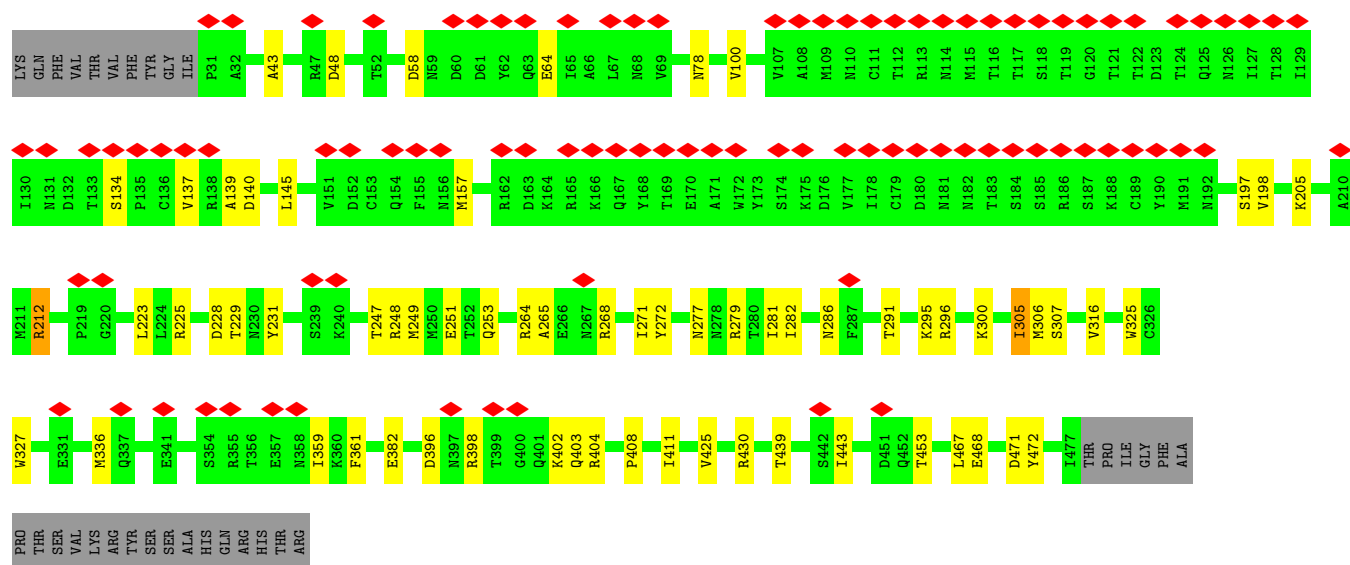 LYS GLN PHE VAL THR VAL PHE TYR GLY ILE P31 A32 A43 R47 D48 T52 D58 N59 D60 D61 Y62 Q63 E64 I65 A66 L67 N68 V69 N78 V100 V107 A108 M109 N110 C111 T112 R113 N114 M115 T116 T117 S118 T119 G120 T121 T122 D123 T124 Q125 N126 I127 T128 I129
I130 N131 D132 T133 S134 P135 C136 V137 R138 A139 D140 L145 V151 D152 C153 Q154 F155 N156 M157 R162 D163 K164 R165 K166 Q167 Y168 T169 E170 A171 W172 Y173 S174 K175 D176 V177 I178 C179 D180 N181 N182 T183 S184 S185 R186 S187 K188 C189 Y190 M191 N192 S197 V198 K205 A210
M211 R212 P219 G220 L223 L224 R225 D228 T229 N230 Y231 S239 K240 T247 R248 M249 M250 E251 T252 Q253 R264 A265 E266 N267 R268 I271 Y272 N277 N278 R279 T280 I281 I282 N286 F287 T291 K295 R296 K300 I305 M306 S307 V316 W325 C326
W327 E331 M336 Q337 E341 S354 R355 T356 E357 N358 I359 K360 F361 E382 D396 N397 R398 T399 G400 Q401 K402 Q403 R404 P408 I411 V425 R430 T439 S442 I443 D451 Q452 T453 L467 E468 D471 Y472 I477 THR PRO ILE GLY PHE ALA
PRO THR SER VAL LYS ARG TYR SER SER ALA HIS GLN ARG HIS THR ARG